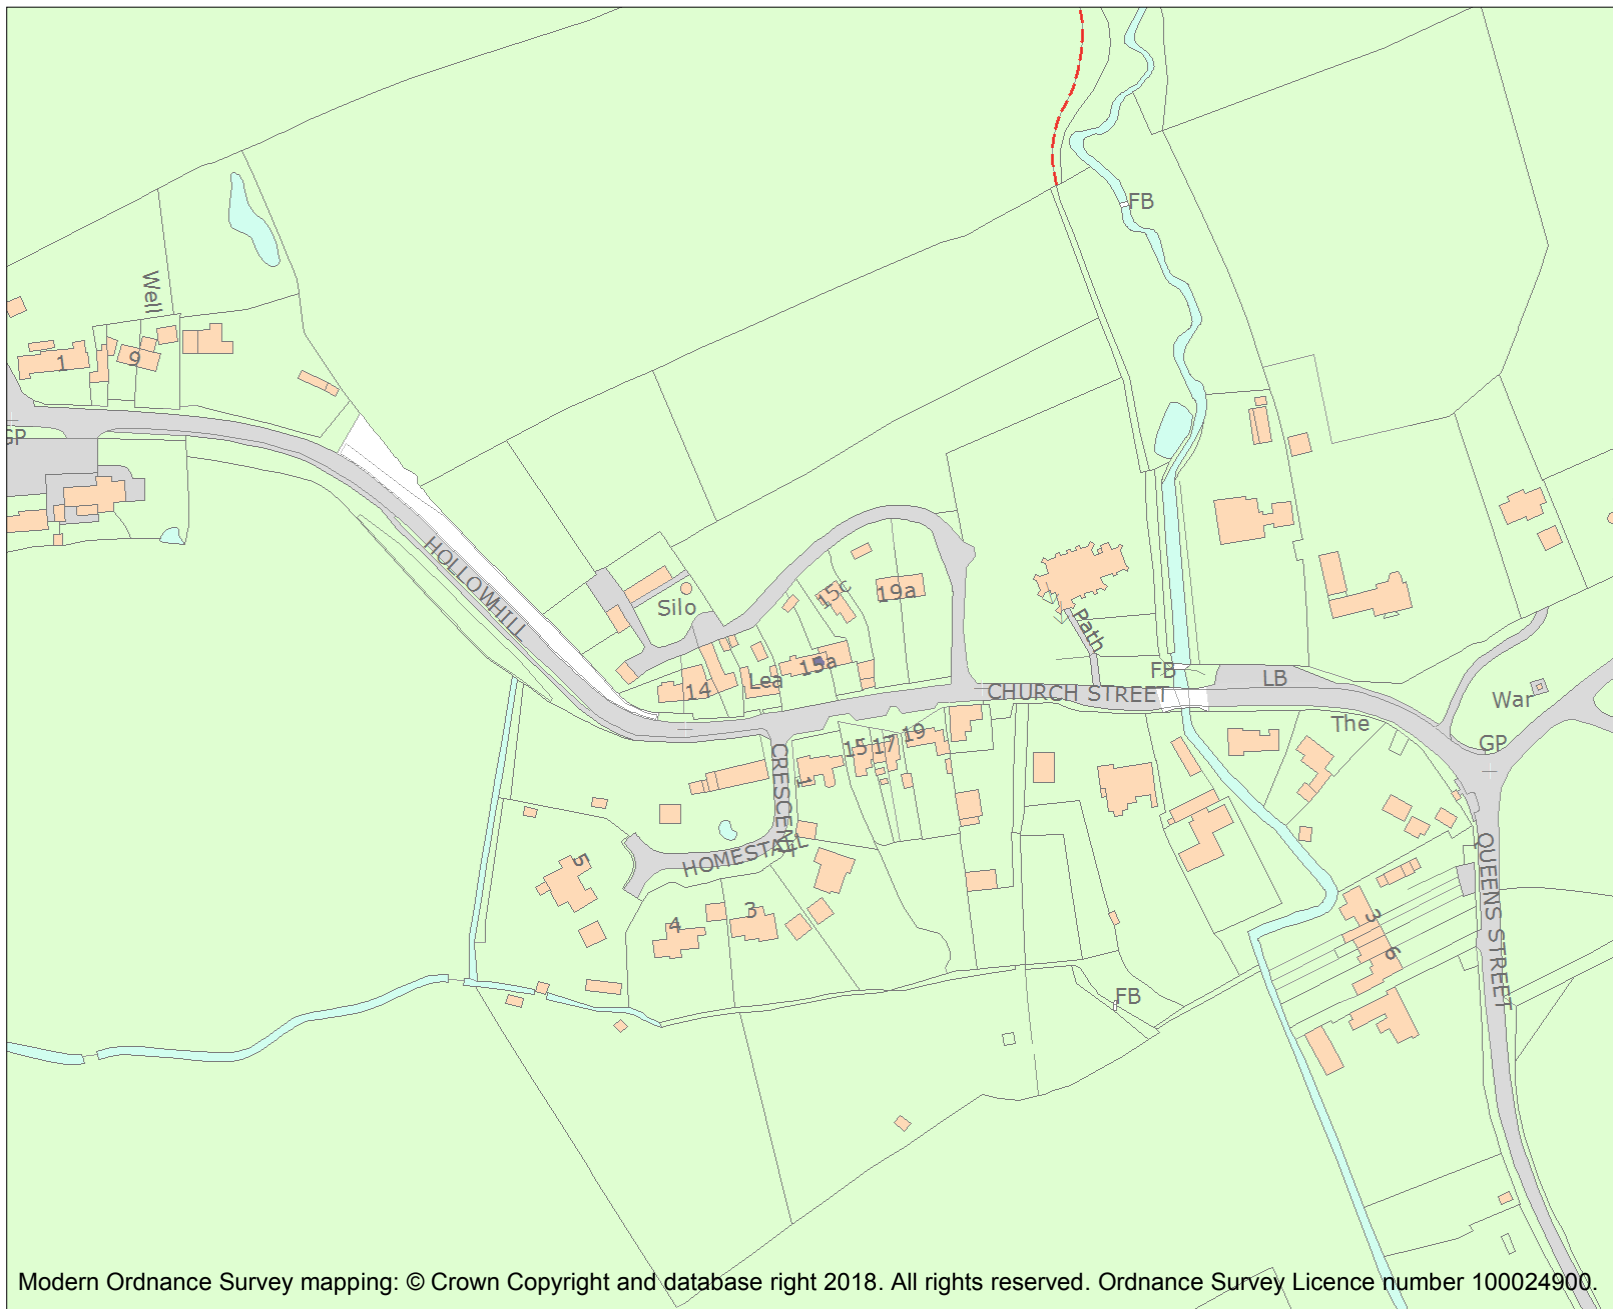 FB
Well
1
9
GP
HOLLOWHILL
Silo
15c
19a
Path
14
Lea
15a
CHURCH STREET
FB
LB
War
The
GP
CRESCENT
1
15
17
19
HOMESTALL
5
4
3
QUEENS STREET
3
6
FB
Modern Ordnance Survey mapping: © Crown Copyright and database right 2018. All rights reserved. Ordnance Survey Licence number 100024900.